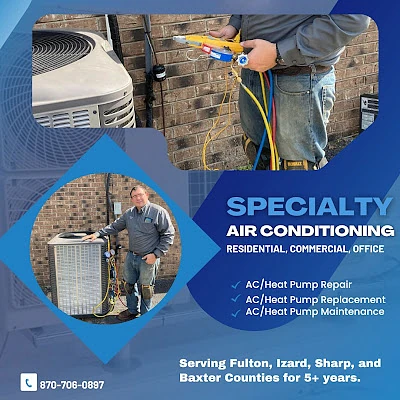 SPECIALTY
AIR CONDITIONING
RESIDENTIAL, COMMERCIAL, OFFICE
AC/Heat Pump Repair
AC/Heat Pump Replacement
AC/Heat Pump Maintenance
Serving Fulton, Izard, Sharp, and
Baxter Counties for 5+ years.
870-706-0897